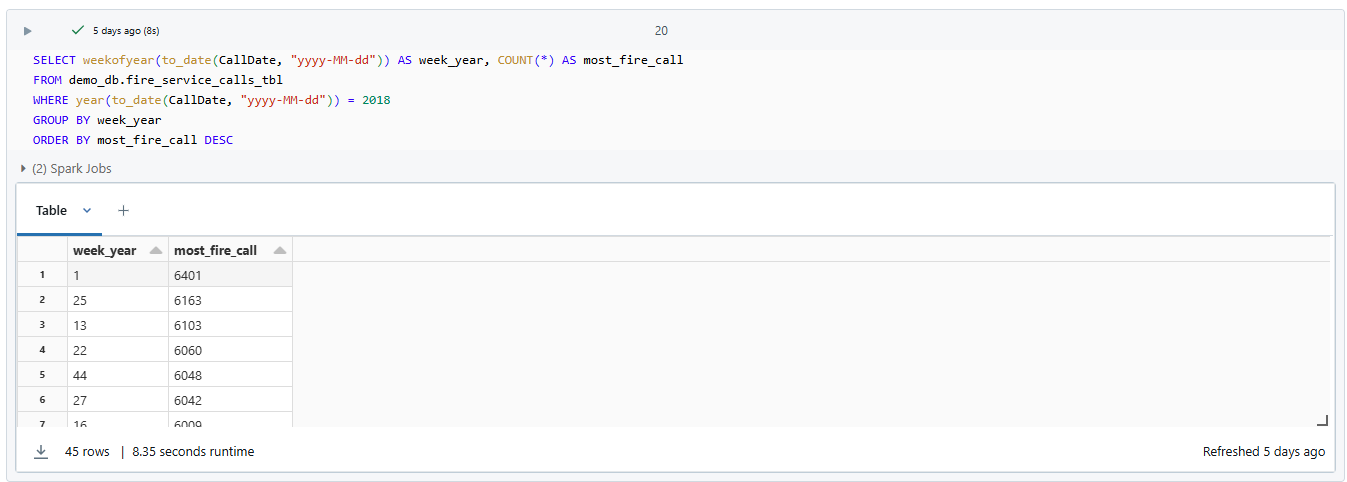 5 days ago (8s)
20
SELECT weekofyear(to_date(CallDate, "yyyy-MM-dd")) AS week_year, COUNT(*) AS most_fire_call
FROM demo_db.fire_service_calls_tbl
WHERE year(to_date(CallDate, "yyyy-MM-dd")) = 2018
GROUP BY week_year
ORDER BY most_fire_call DESC
(2) Spark Jobs
Table
week_year most_fire_call
1 1 6401
2 25 6163
3 13 6103
4 22 6060
5 44 6048
6 27 6042
7 16 6009
45 rows | 8.35 seconds runtime
Refreshed 5 days ago